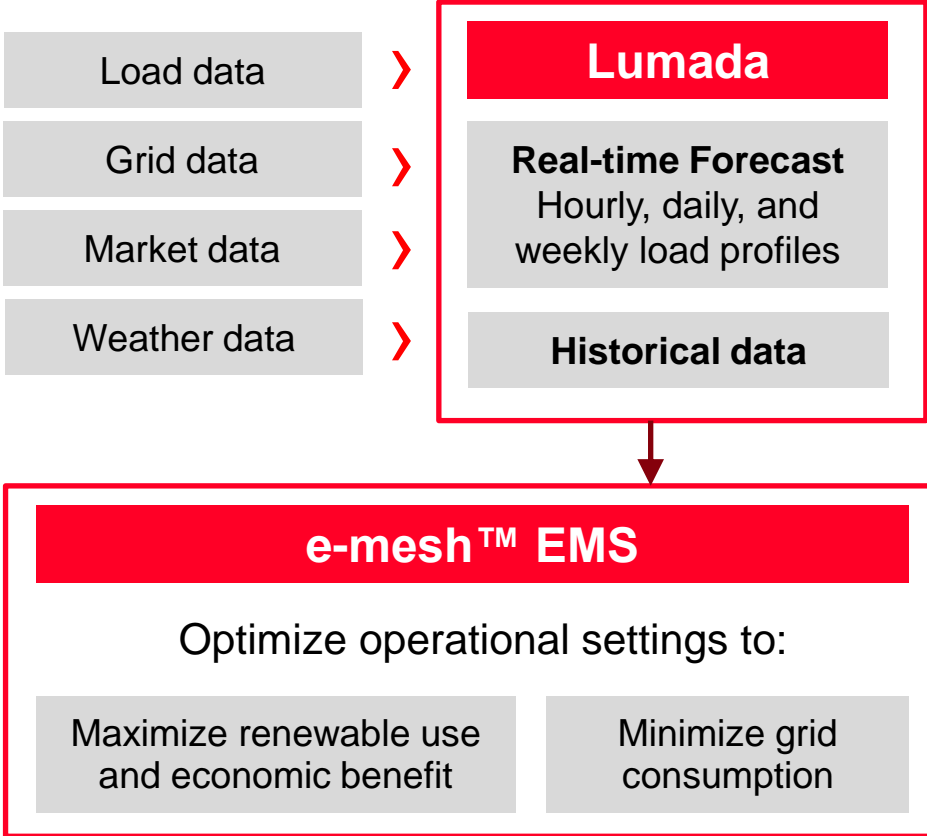 Load data
Grid data
Market data
Weather data
Lumada
Real-time Forecast
Hourly, daily, and
weekly load profiles
Historical data
e-mesh™ EMS
Optimize operational settings to:
Maximize renewable use
and economic benefit
Minimize grid
consumption